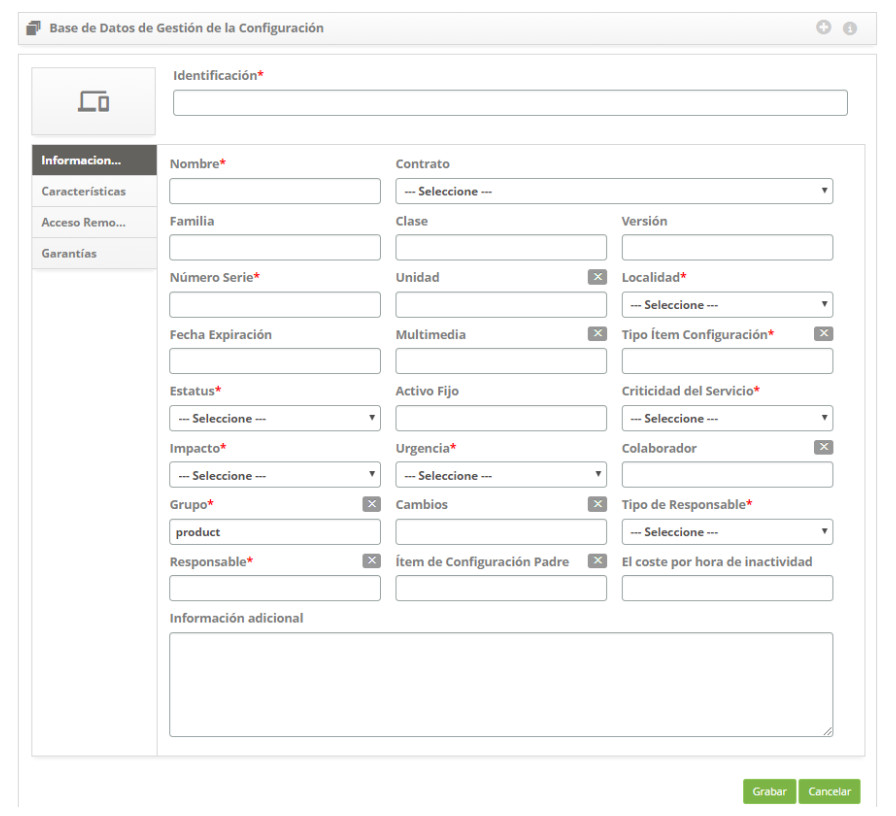 Base de Datos de Gestión de la Configuración
Identificación*
Informacion...
Características
Acceso Remo...
Garantías
Nombre* Contrato
--- Seleccione ---
Familia Clase Versión
Número Serie* Unidad Localidad*
--- Seleccione ---
Fecha Expiración Multimedia Tipo Ítem Configuración*
Estatus* Activo Fijo Criticidad del Servicio*
--- Seleccione --- --- Seleccione ---
Impacto* Urgencia* Colaborador
--- Seleccione --- --- Seleccione ---
Grupo* Cambios Tipo de Responsable*
product --- Seleccione ---
Responsable* Ítem de Configuración Padre El coste por hora de inactividad
Información adicional
Grabar Cancelar